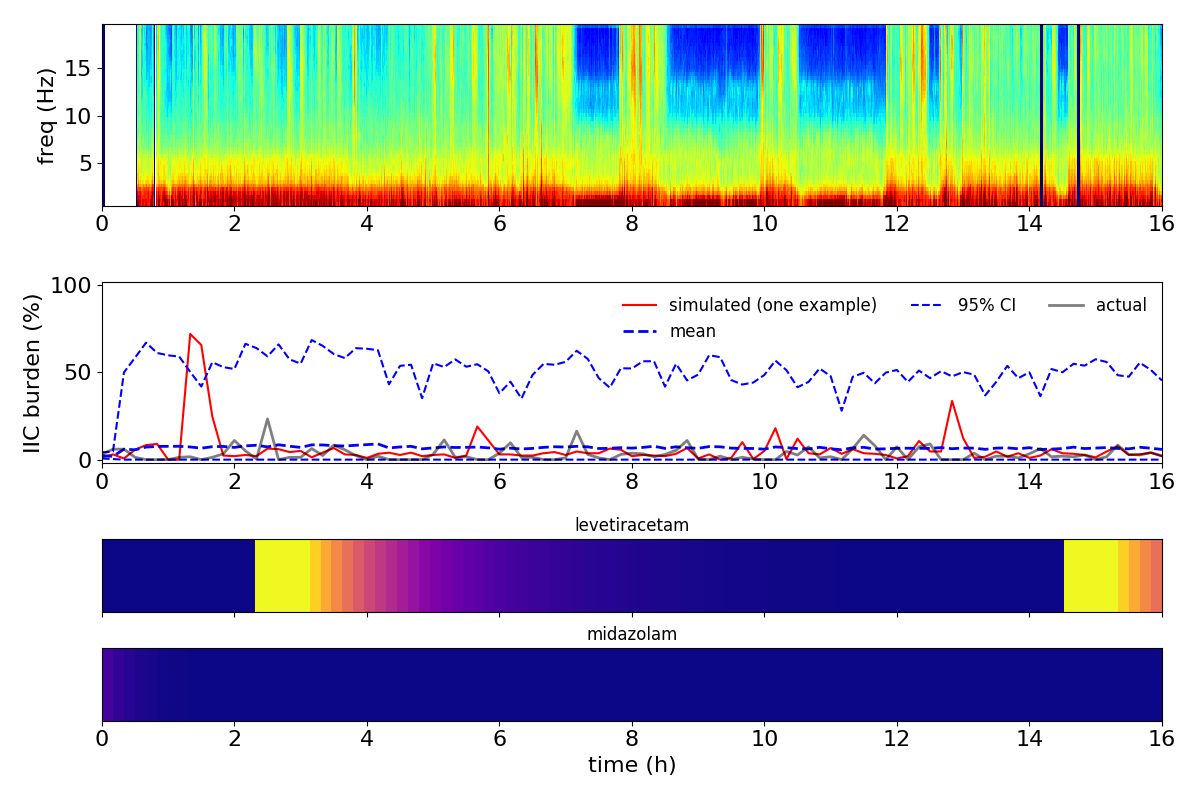 freq (Hz)
15
10
5
0 2 4 6 8 10 12 14 16
IIC burden (%)
100
50
0
simulated (one example) 95% CI actual
mean
0 2 4 6 8 10 12 14 16
levetiracetam
midazolam
0 2 4 6 8 10 12 14 16
time (h)